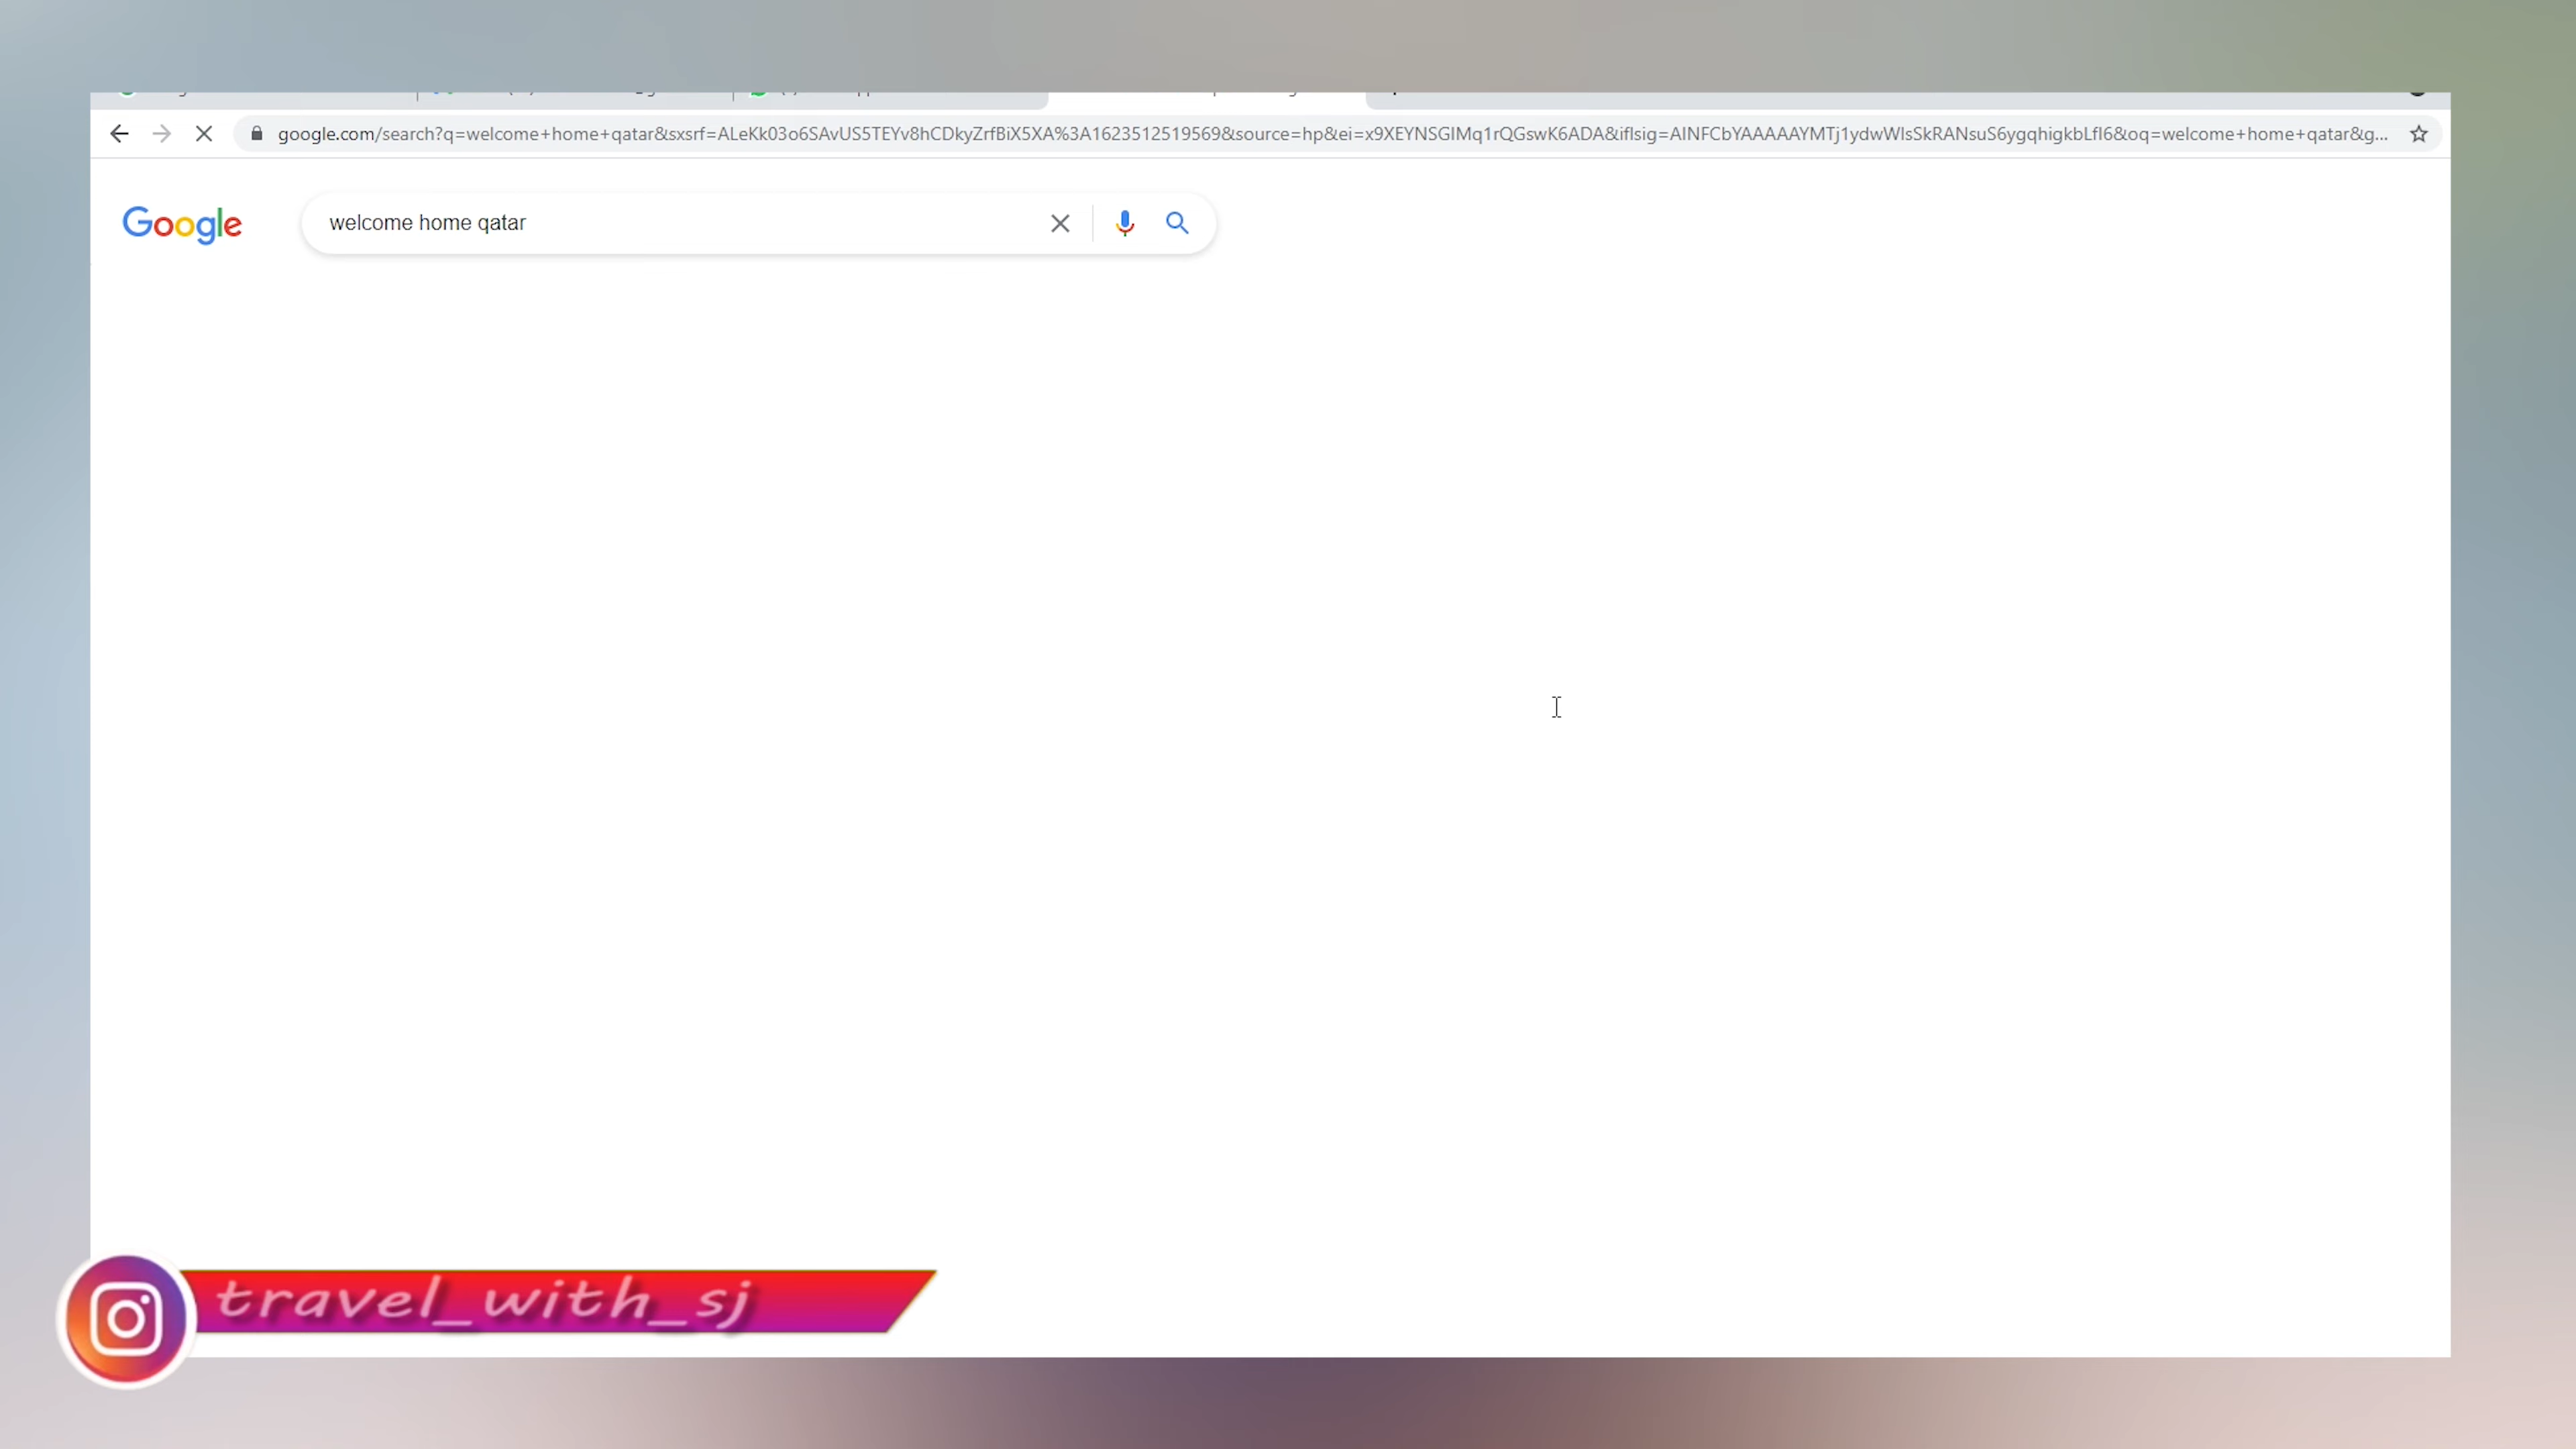 google.com/search?q=welcome+home+qatar&sxsrf=ALeKk03o6SAvUS5TEYv8hCDkyZrfBiX5XA%3A1623512519569&source=hp&ei=x9XEYNSGIMq1rQGswK6ADA&iflsig=AINFCbYAAAAAYMTj1ydwWIsSkRANsuS6ygqhigkbLfI6&oq=welcome+home+qatar&g...
Google
welcome home qatar
travel_with_sj